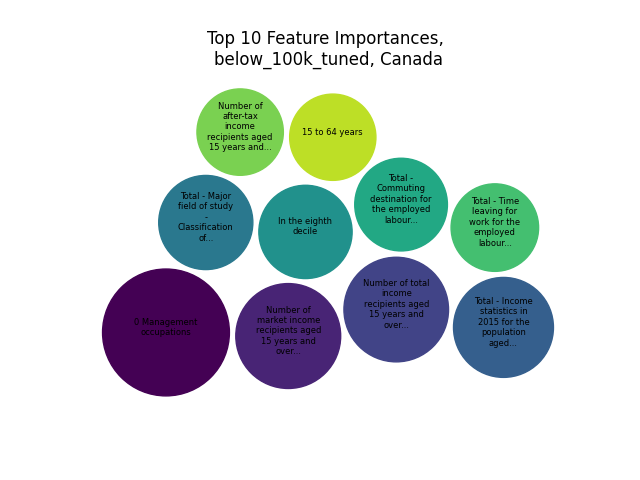 Top 10 Feature Importances,
below_100k_tuned, Canada
Number of
after-tax
income
recipients aged
15 years and...
15 to 64 years
Total - Major
field of study
-
Classification
of...
In the eighth
decile
Total -
Commuting
destination for
the employed
labour...
Total - Time
leaving for
work for the
employed
labour...
0 Management
occupations
Number of
market income
recipients aged
15 years and
over...
Number of total
income
recipients aged
15 years and
over...
Total - Income
statistics in
2015 for the
population
aged...